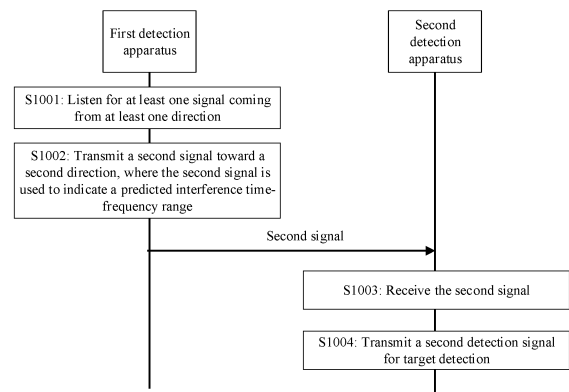 First detection
apparatus
Second
detection
apparatus
S1001: Listen for at least one signal coming
from at least one direction
S1002: Transmit a second signal toward a
second direction, where the second signal is
used to indicate a predicted interference time-
frequency range
Second signal
S1003: Receive the second signal
S1004: Transmit a second detection signal
for target detection